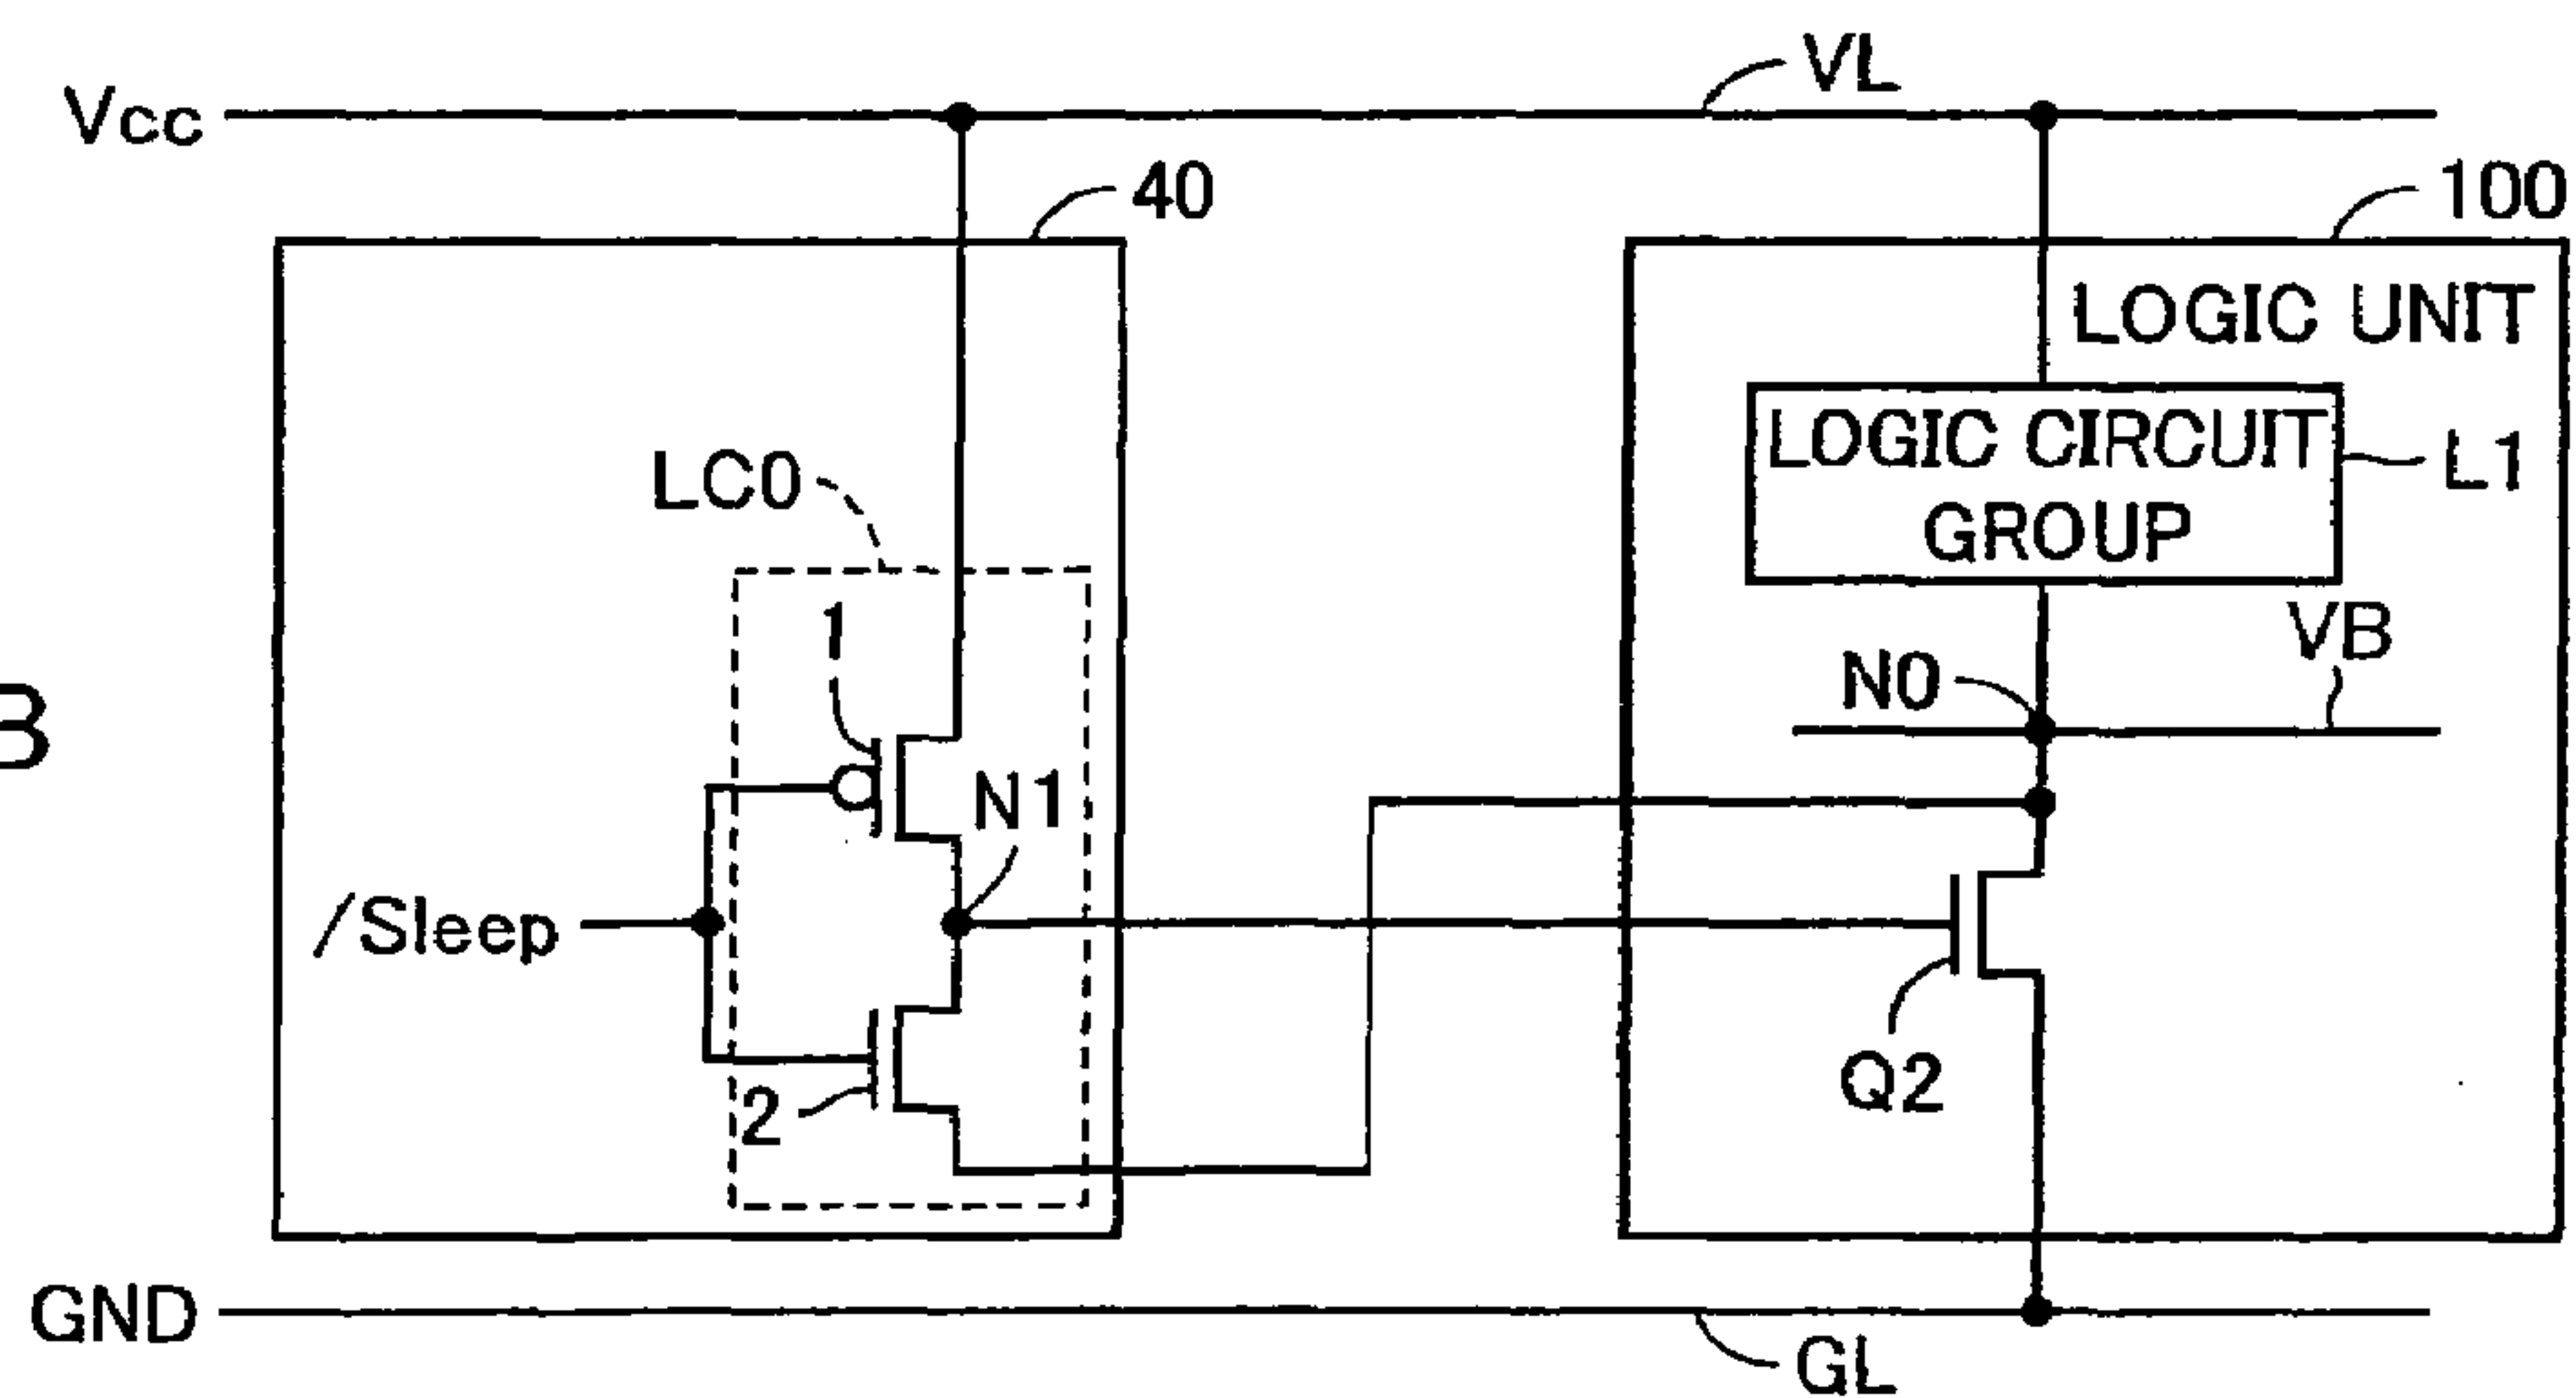 VL
Vcc
40
100
LOGIC UNIT
LOGIC CIRCUIT
GROUP
L1
LC0
1
VB
N0
B
N1
/Sleep
2
Q2
GND
GL